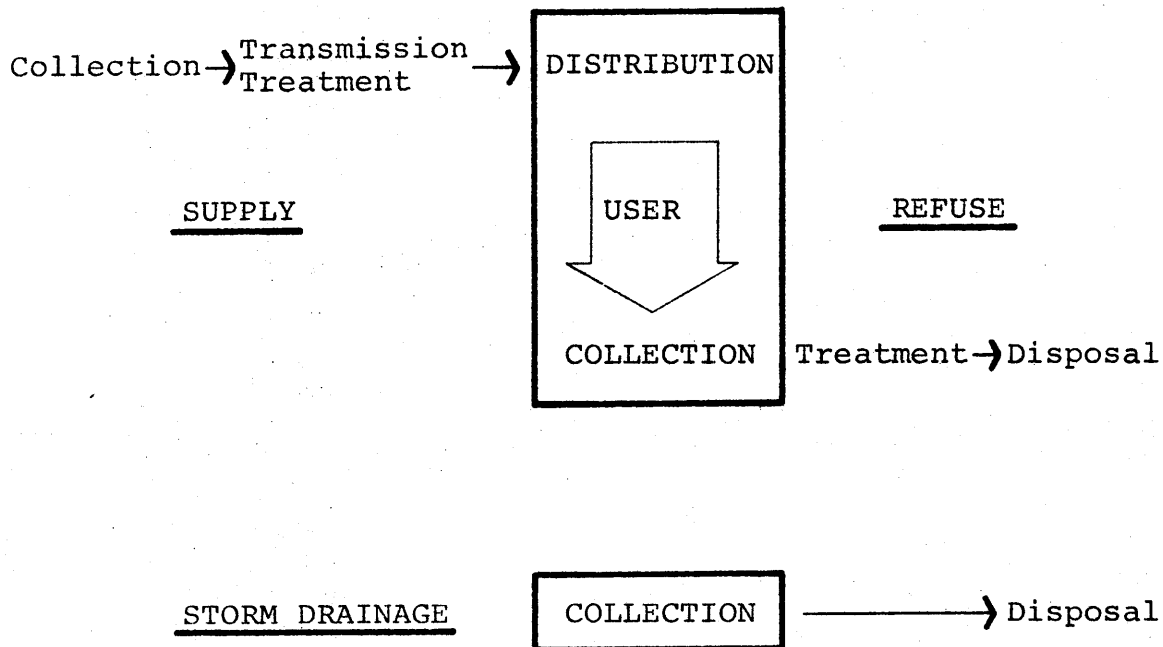 Collection → Transmission
Treatment → DISTRIBUTION
SUPPLY
USER
REFUSE
COLLECTION Treatment → Disposal
STORM DRAINAGE COLLECTION → Disposal